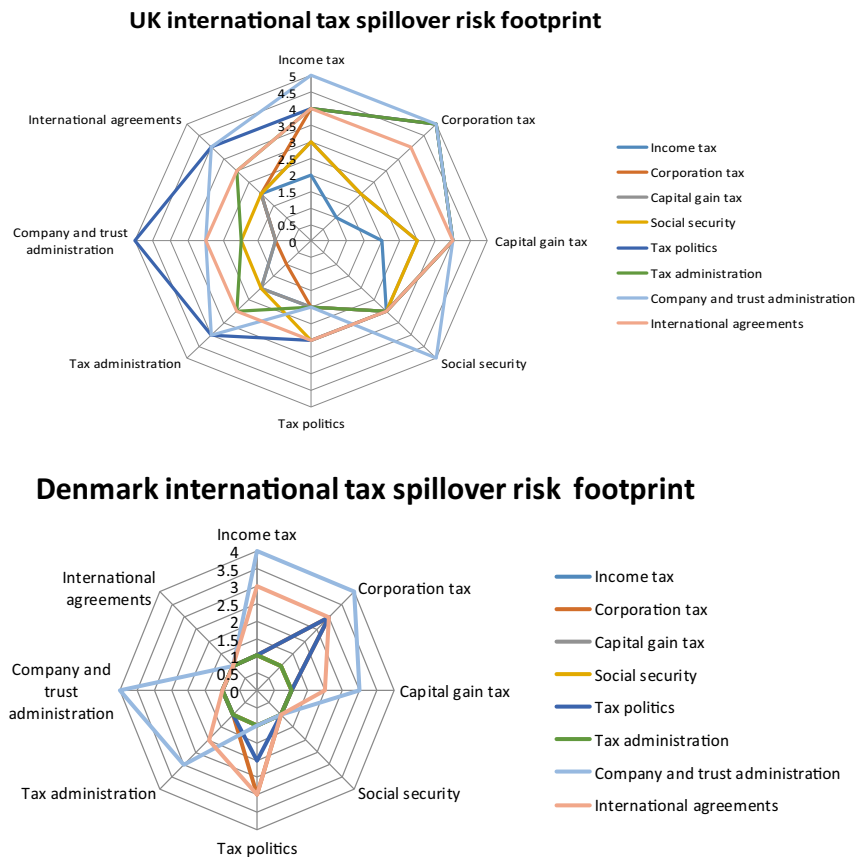 UK international tax spillover risk footprint
Income tax
5
4.5
4
3.5
3
2.5
2
1.5
1
0.5
0
Corporation tax
Capital gain tax
Social security
Tax politics
Tax administration
Company and trust
administration
International agreements
Income tax
Corporation tax
Capital gain tax
Social security
Tax politics
Tax administration
Company and trust administration
International agreements
Denmark international tax spillover risk footprint
Income tax
4
3.5
3
2.5
2
1.5
1
0.5
0
Corporation tax
Capital gain tax
Social security
Tax politics
Tax administration
Company and
trust
administration
International
agreements
Income tax
Corporation tax
Capital gain tax
Social security
Tax politics
Tax administration
Company and trust administration
International agreements